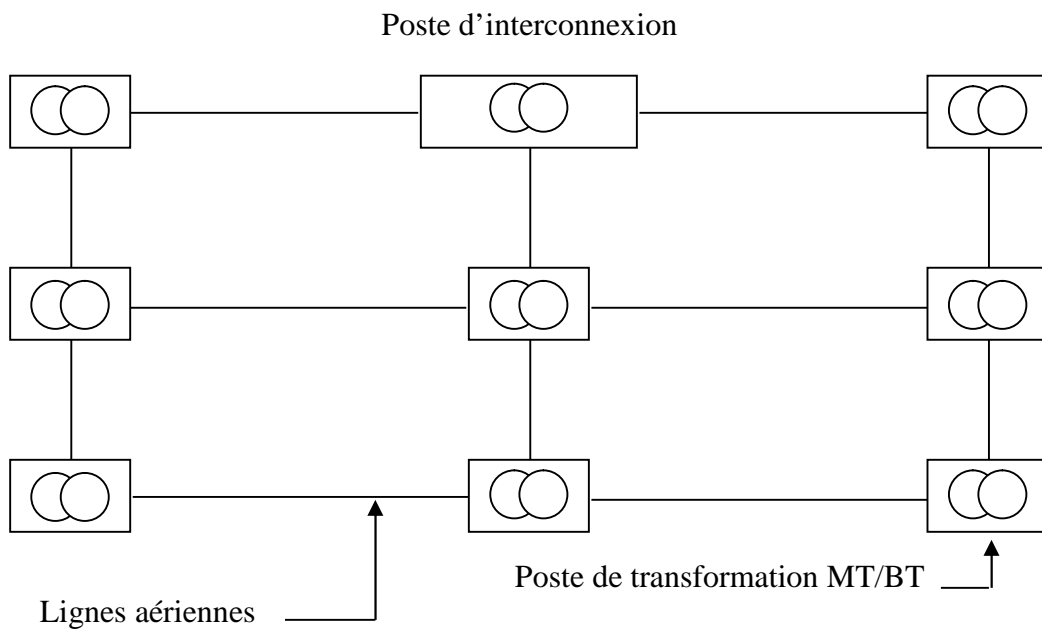 Poste d’interconnexion
Poste de transformation MT/BT
Lignes aériennes